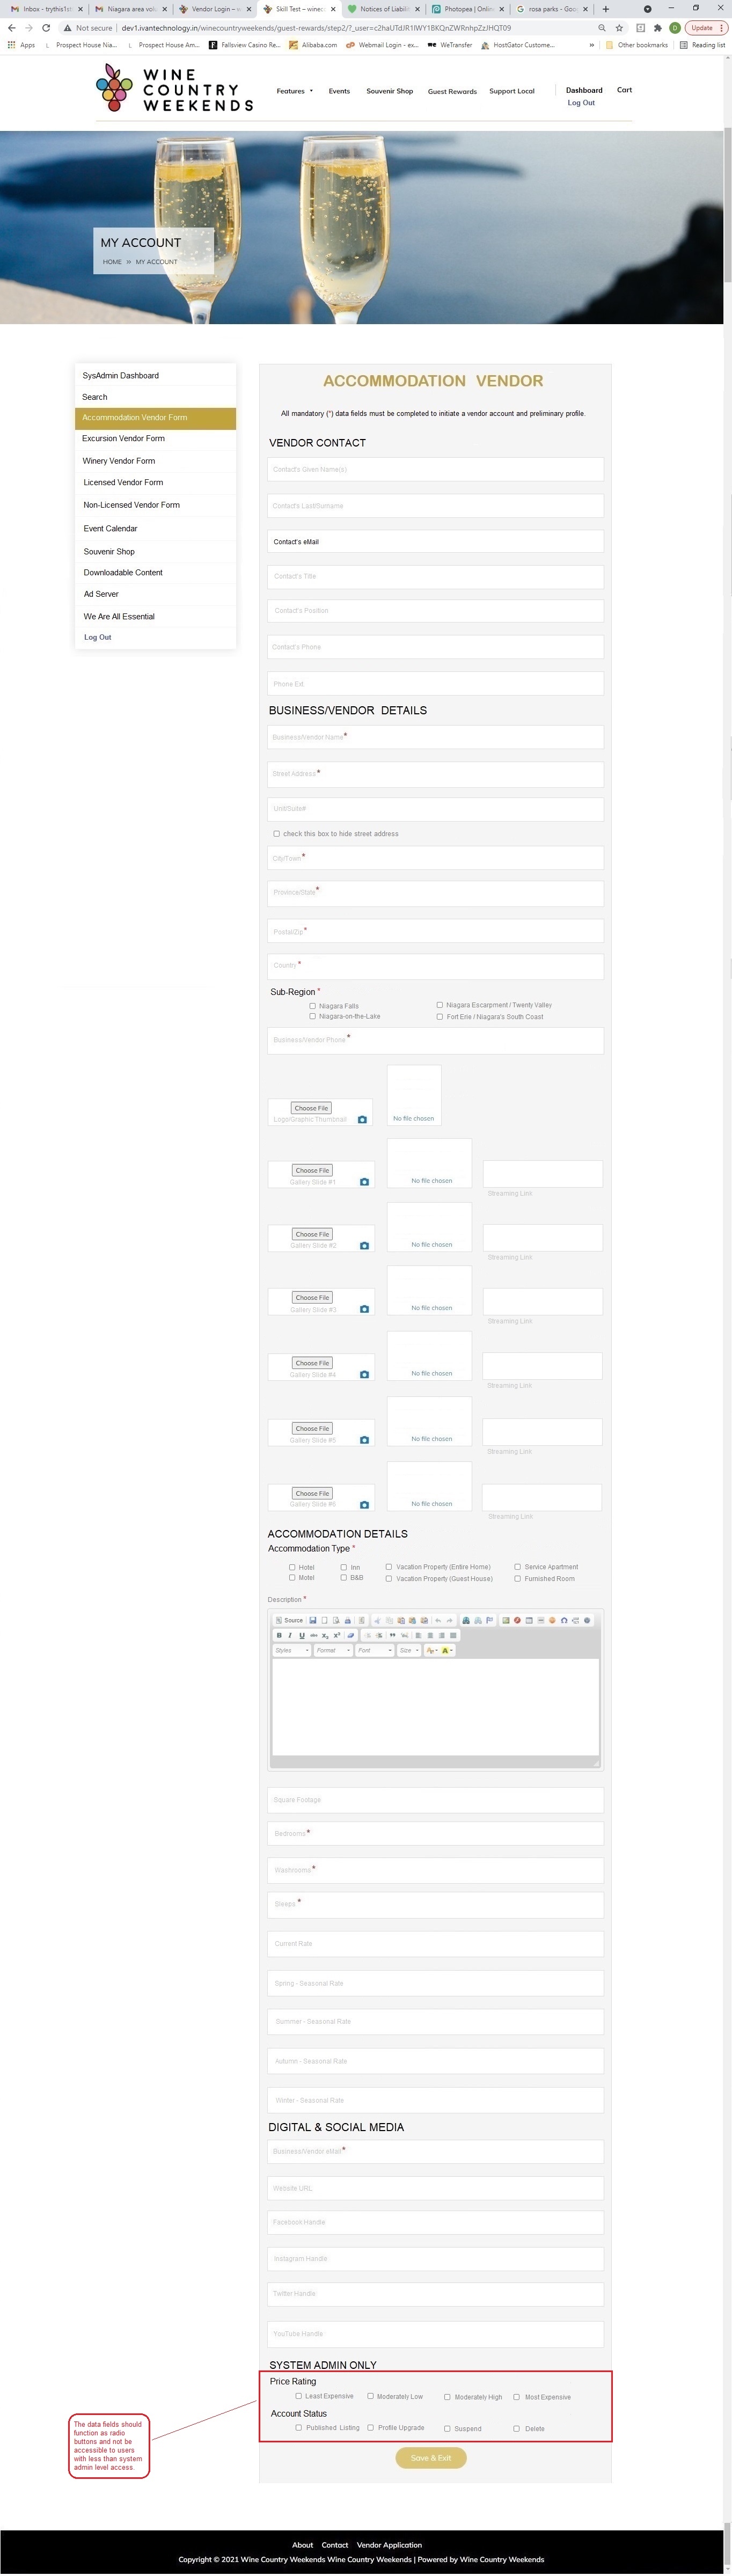 Inbox - trythis1st
Niagara area vol
Vendor Login – w
Skill Test – wine
Notices of Liabili
Photopea | Onlin
rosa parks - Goo
Not secure | dev1.ivantechnology.in/winecountryweekends/guest-rewards/step2/?
Update
Apps
Prospect House Nia...
Prospect House Am...
Fallsview Casino Re...
Alibaba.com
Webmail Login - ex...
WeTransfer
HostGator Custome...
»
Other bookmarks
Reading list
WINE
COUNTRY
WEEKENDS
Features
Events
Souvenir Shop
Guest Rewards
Support Local
Dashboard
Cart
Log Out
MY ACCOUNT
HOME » MY ACCOUNT
SysAdmin Dashboard
Search
Accommodation Vendor Form
Excursion Vendor Form
Winery Vendor Form
Licensed Vendor Form
Non-Licensed Vendor Form
Event Calendar
Souvenir Shop
Downloadable Content
Ad Server
We Are All Essential
Log Out
ACCOMMODATION VENDOR
All mandatory (*) data fields must be completed to initiate a vendor account and preliminary profile.
VENDOR CONTACT
Contact's Given Name(s)
Contact's Last/Surname
Contact's eMail
Contact's Title
Contact's Position
Contact's Phone
Phone Ext.
BUSINESS/VENDOR DETAILS
Business/Vendor Name*
Street Address*
Unit/Suite#
check this box to hide street address
City/Town*
Province/State*
Postal/Zip*
Country*
Sub-Region *
Niagara Falls
Niagara Escarpment / Twenty Valley
Niagara-on-the-Lake
Fort Erie / Niagara's South Coast
Business/Vendor Phone*
Choose File
Logo/Graphic Thumbnail
No file chosen
Choose File
Gallery Slide #1
No file chosen
Streaming Link
Choose File
Gallery Slide #2
No file chosen
Streaming Link
Choose File
Gallery Slide #3
No file chosen
Streaming Link
Choose File
Gallery Slide #4
No file chosen
Streaming Link
Choose File
Gallery Slide #5
No file chosen
Streaming Link
Choose File
Gallery Slide #6
No file chosen
Streaming Link
ACCOMMODATION DETAILS
Accommodation Type *
Hotel
Inn
Vacation Property (Entire Home)
Service Apartment
Motel
B&B
Vacation Property (Guest House)
Furnished Room
Description *
Source
B I U abc X₂ X²
Styles
Format
Font
Size
Square Footage
Bedrooms*
Washrooms*
Sleeps *
Current Rate
Spring - Seasonal Rate
Summer - Seasonal Rate
Autumn - Seasonal Rate
Winter - Seasonal Rate
DIGITAL & SOCIAL MEDIA
Business/Vendor eMail*
Website URL
Facebook Handle
Instagram Handle
Twitter Handle
YouTube Handle
SYSTEM ADMIN ONLY
Price Rating
Least Expensive
Moderately Low
Moderately High
Most Expensive
Account Status
Published Listing
Profile Upgrade
Suspend
Delete
The data fields should
function as radio
buttons and not be
accessible to users
with less than system
admin level access.
Save & Exit
About
Contact
Vendor Application
Copyright © 2021 Wine Country Weekends Wine Country Weekends | Powered by Wine Country Weekends